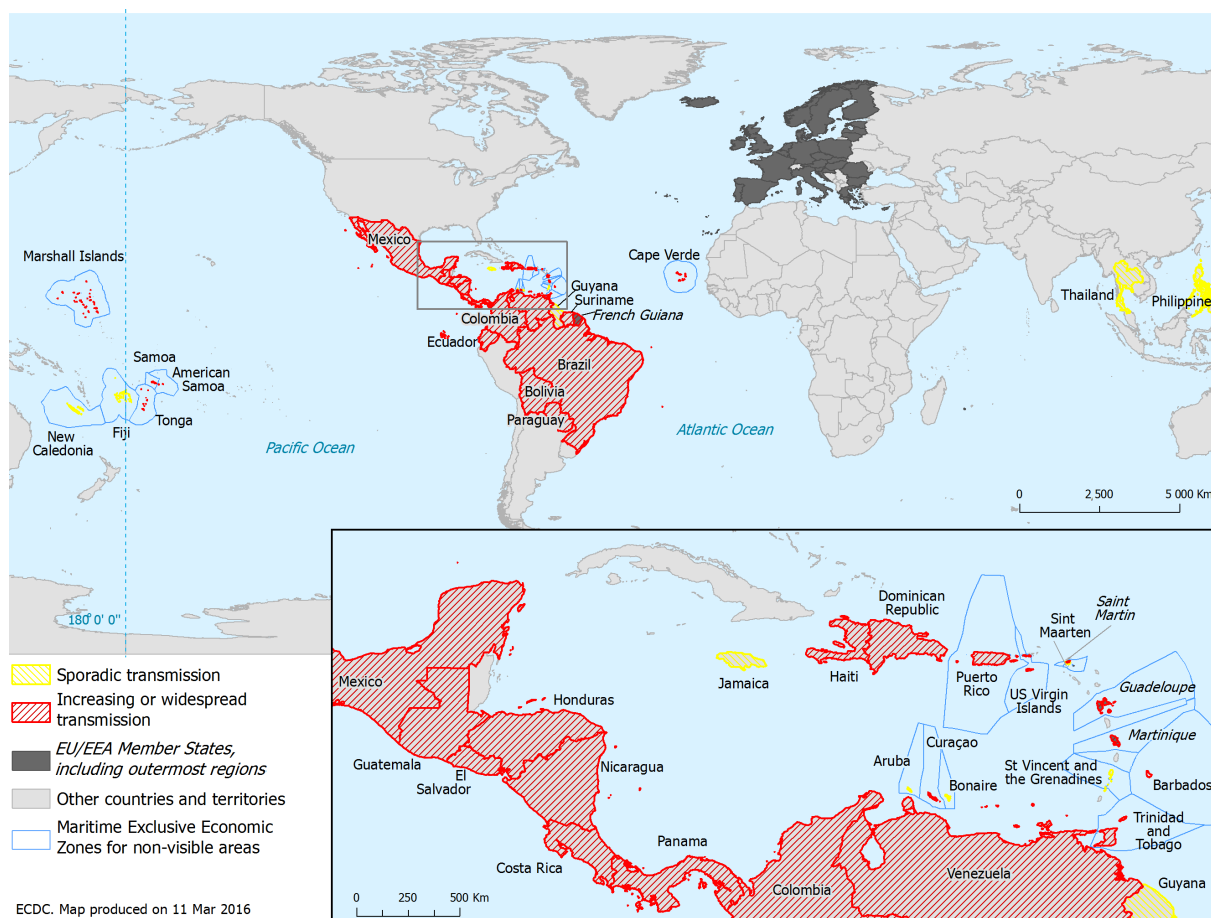 Marshall Islands
Mexico
Cape Verde
Guyana
Suriname
French Guiana
Thailand
Philippine
Colombia
Ecuador
Brazil
Samoa
American
Samoa
Bolivia
Paraguay
New
Caledonia
Fiji
Tonga
Pacific Ocean
Atlantic Ocean
0 2,500 5 000 Km
180°0' 0"
Sporadic transmission
Increasing or widespread
transmission
EU/EEA Member States,
including outermost regions
Other countries and territories
Maritime Exclusive Economic
Zones for non-visible areas
ECDC. Map produced on 11 Mar 2016
Dominican
Republic
Saint
Martin
Sint
Maarten
Mexico
Jamaica
Haiti
Puerto
Rico
US Virgin
Islands
Guadeloupe
Honduras
Martinique
Guatemala
El
Salvador
Nicaragua
Aruba
Curaçao
Bonaire
St Vincent and
the Grenadines
Barbados
Trinidad
and
Tobago
Costa Rica
Panama
Colombia
Venezuela
Guyana
0 250 500 Km